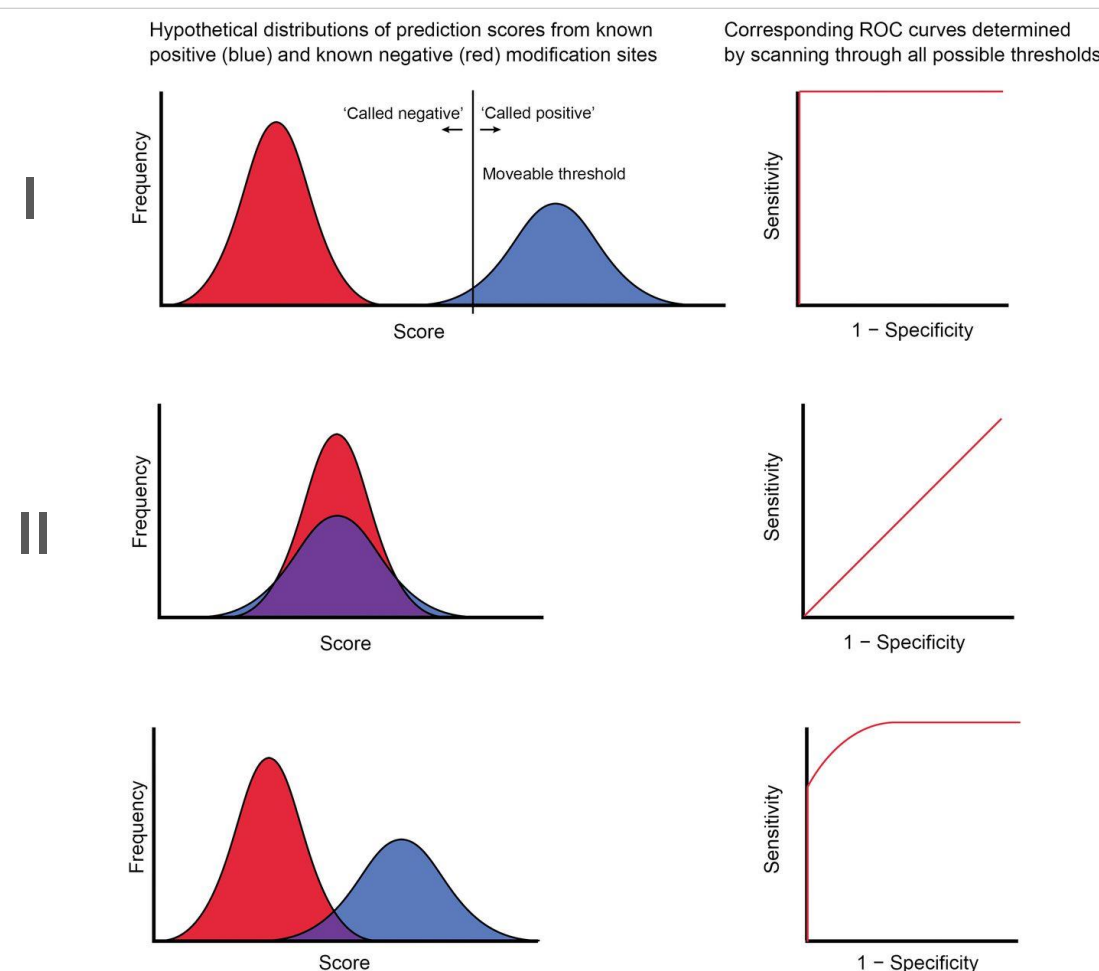 Hypothetical distributions of prediction scores from known
positive (blue) and known negative (red) modification sites
Corresponding ROC curves determined
by scanning through all possible thresholds
I
Frequency
‘Called negative’
‘Called positive’
Moveable threshold
Score
Sensitivity
1 − Specificity
II
Frequency
Score
Sensitivity
1 − Specificity
Frequency
Score
Sensitivity
1 − Specificity